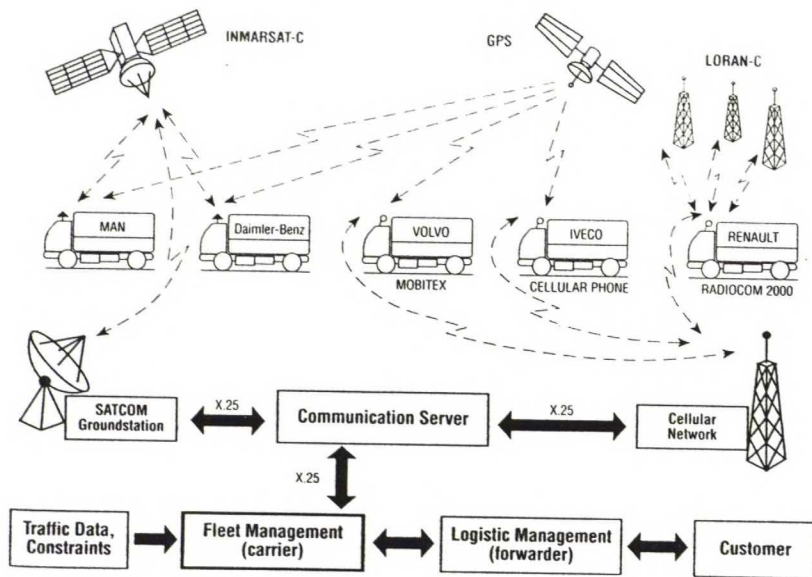 INMARSAT-C
GPS
LORAN-C
MAN
Daimler-Benz
VOLVO
IVECO
RENAULT
MOBITEX
CELLULAR PHONE
RADIOCOM 2000
SATCOM
Groundstation
X.25
Communication Server
X.25
Cellular
Network
X.25
Traffic Data,
Constraints
Fleet Management
(carrier)
Logistic Management
(forwarder)
Customer